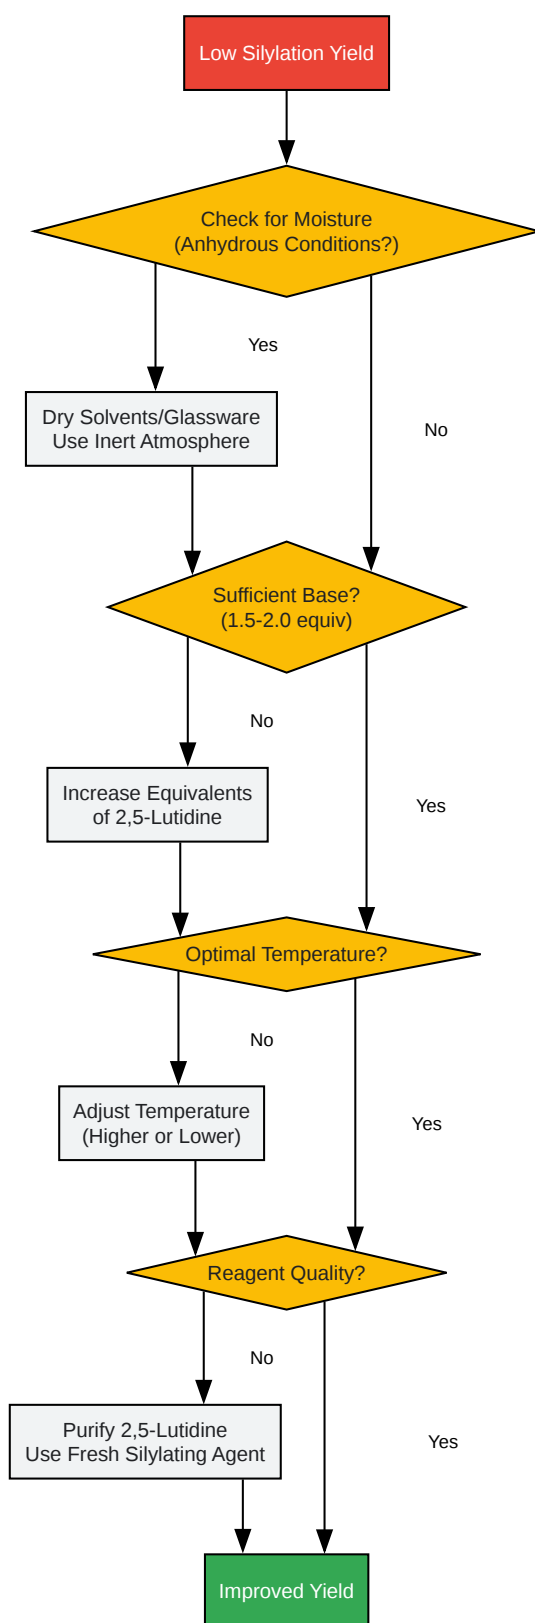 Low Silylation Yield
Check for Moisture
(Anhydrous Conditions?)
Yes
Dry Solvents/Glassware
Use Inert Atmosphere
No
Sufficient Base?
(1.5-2.0 equiv)
No
Increase Equivalents
of 2,5-Lutidine
Yes
Optimal Temperature?
No
Adjust Temperature
(Higher or Lower)
Yes
Reagent Quality?
No
Purify 2,5-Lutidine
Use Fresh Silylating Agent
Yes
Improved Yield